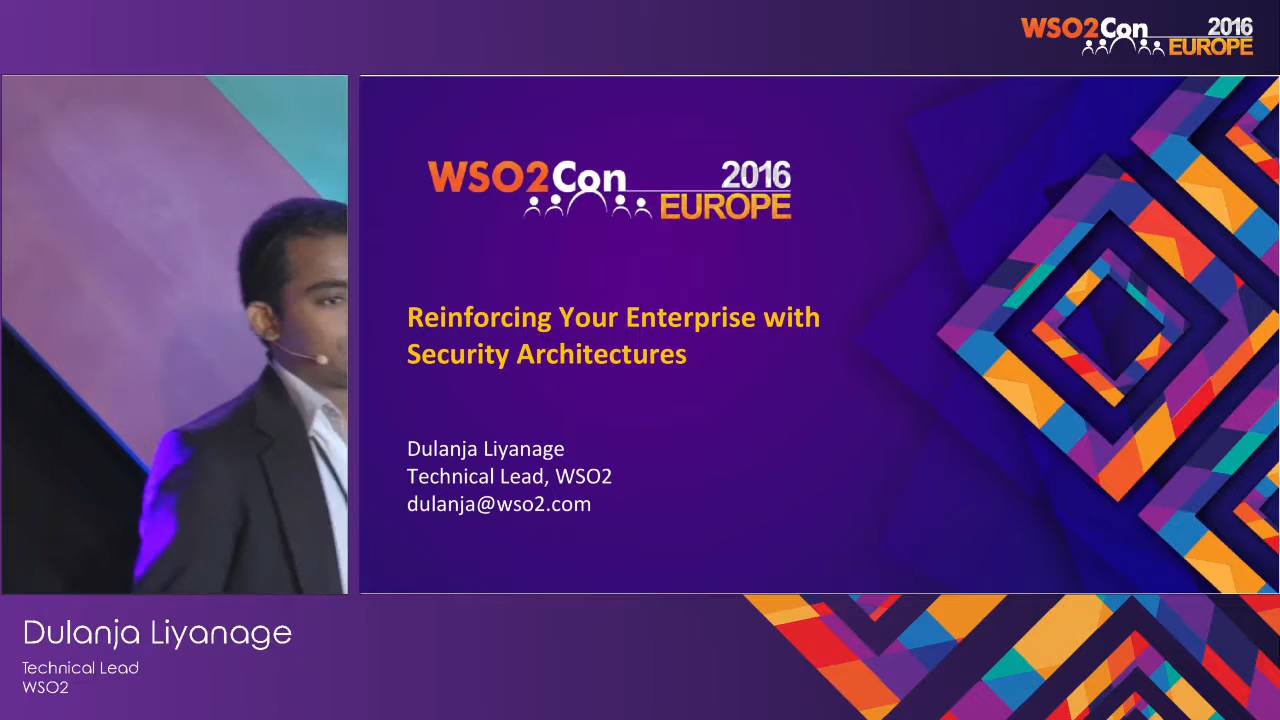 WSO2Con 2016
EUROPE
WSO2Con 2016
EUROPE
Reinforcing Your Enterprise with
Security Architectures
Dulanja Liyanage
Technical Lead, WSO2
dulanja@wso2.com
Dulanja Liyanage
Technical Lead
WSO2